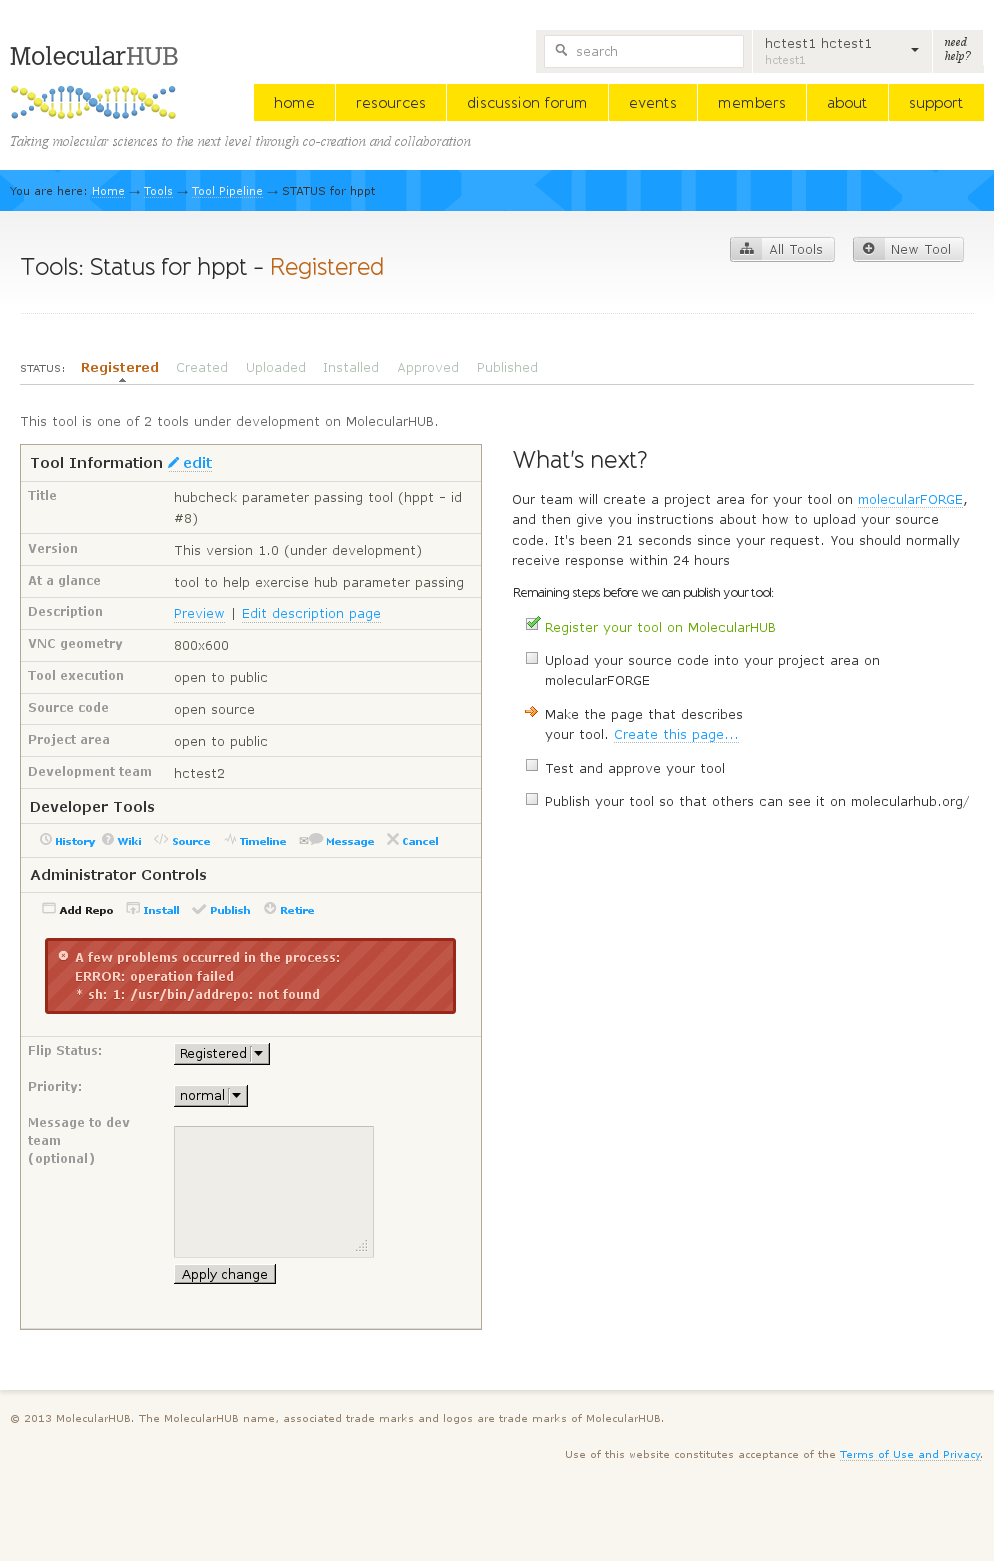 MolecularHUB
search
hctest1 hctest1
hctest1
need
help?
home resources discussion forum events members about support
Taking molecular sciences to the next level through co-creation and collaboration
You are here: Home → Tools → Tool Pipeline → STATUS for hppt
Tools: Status for hppt - Registered
All Tools New Tool
STATUS: Registered Created Uploaded Installed Approved Published
This tool is one of 2 tools under development on MolecularHUB.
Tool Information edit
Title hubcheck parameter passing tool (hppt - id
#8)
Version This version 1.0 (under development)
At a glance tool to help exercise hub parameter passing
Description Preview | Edit description page
VNC geometry 800x600
Tool execution open to public
Source code open source
Project area open to public
Development team hctest2
Developer Tools
History Wiki Source Timeline Message Cancel
Administrator Controls
Add Repo Install Publish Retire
A few problems occurred in the process:
ERROR: operation failed
* sh: 1: /usr/bin/addrepo: not found
Flip Status: Registered
Priority: normal
Message to dev
team
(optional)
Apply change
What's next?
Our team will create a project area for your tool on molecularFORGE,
and then give you instructions about how to upload your source
code. It's been 21 seconds since your request. You should normally
receive response within 24 hours
Remaining steps before we can publish your tool:
Register your tool on MolecularHUB
Upload your source code into your project area on
molecularFORGE
Make the page that describes
your tool. Create this page...
Test and approve your tool
Publish your tool so that others can see it on molecularhub.org/
© 2013 MolecularHUB. The MolecularHUB name, associated trade marks and logos are trade marks of MolecularHUB.
Use of this website constitutes acceptance of the Terms of Use and Privacy.